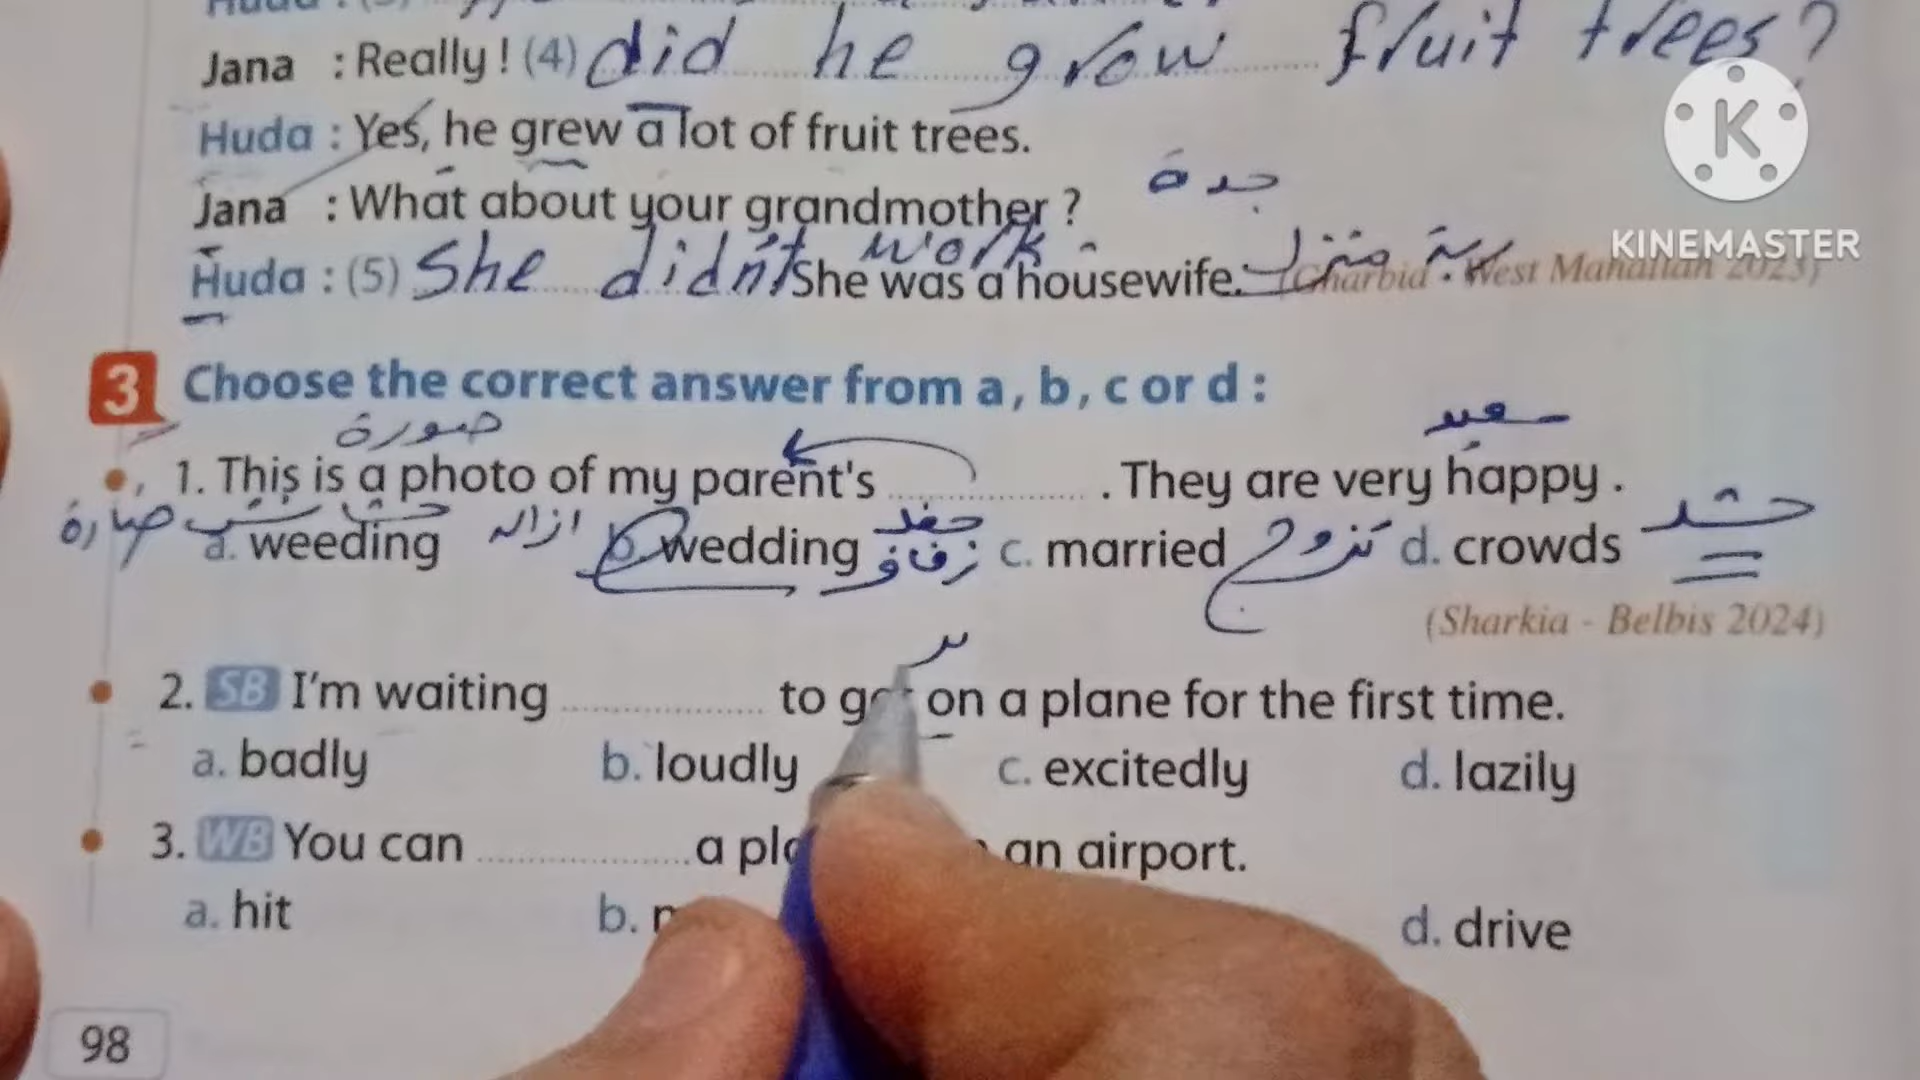 Huda : (3)
Jana : Really ! (4) did he grow fruit trees?
Huda : Yes, he grew a lot of fruit trees.
Jana : What about your grandmother ?
جدة
Huda : (5) She didn't work She was a housewife. (Gharbia - West Mahallah 2023)
3 Choose the correct answer from a , b , c or d :
صورة
سعيد
1. This is a photo of my parent's . They are very happy .
a. weeding ازاله b. wedding حفله زفاف c. married تزوج d. crowds حشد
(Sharkia - Belbis 2024)
2. SB I'm waiting to get on a plane for the first time.
a. badly b. loudly c. excitedly d. lazily
3. WB You can a an airport.
a. hit b. d. drive
98
K
KINEMASTER